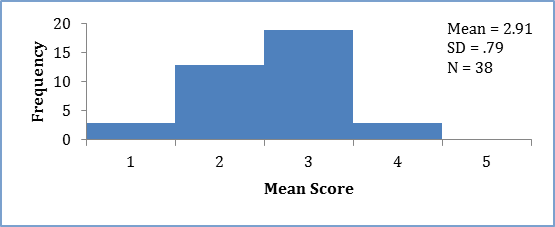 20
15
10
5
0
Frequency
Mean = 2.91
SD = .79
N = 38
1 2 3 4 5
Mean Score